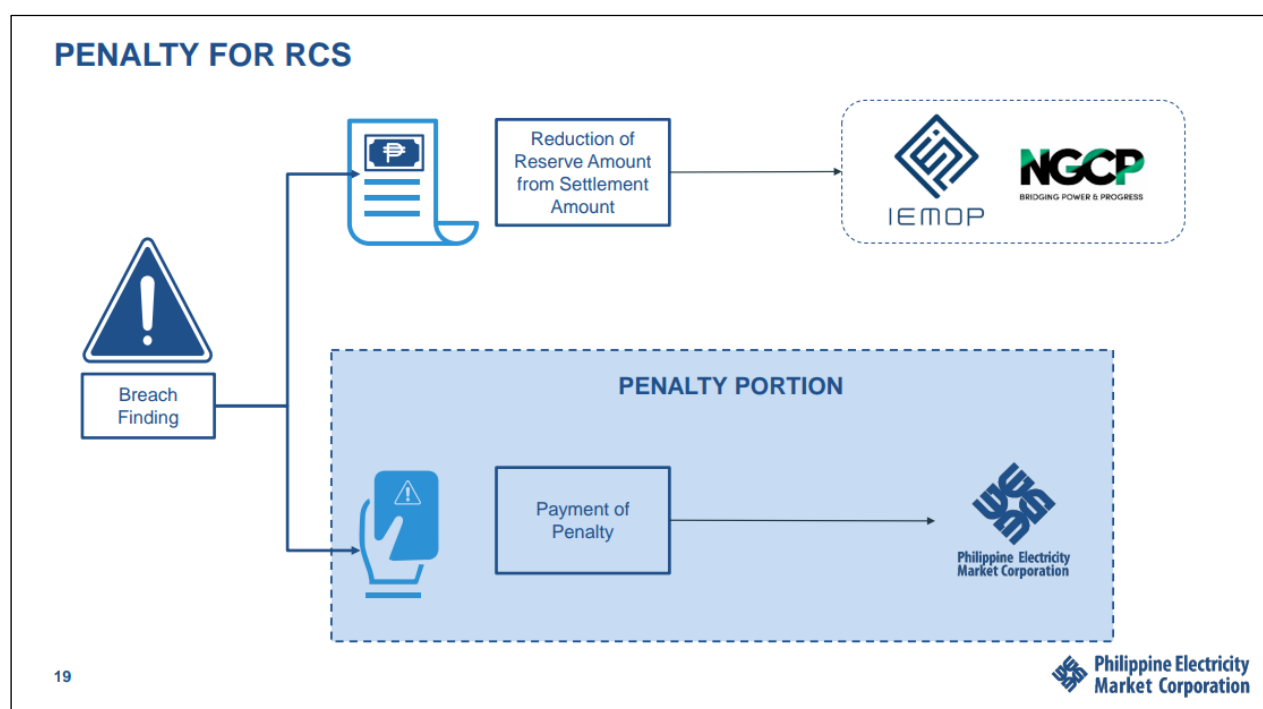 PENALTY FOR RCS
₱
Reduction of
Reserve Amount
from Settlement
Amount
IEMOP
NGCP
BRIDGING POWER & PROGRESS
Breach
Finding
PENALTY PORTION
Payment of
Penalty
Philippine Electricity
Market Corporation
19
Philippine Electricity
Market Corporation